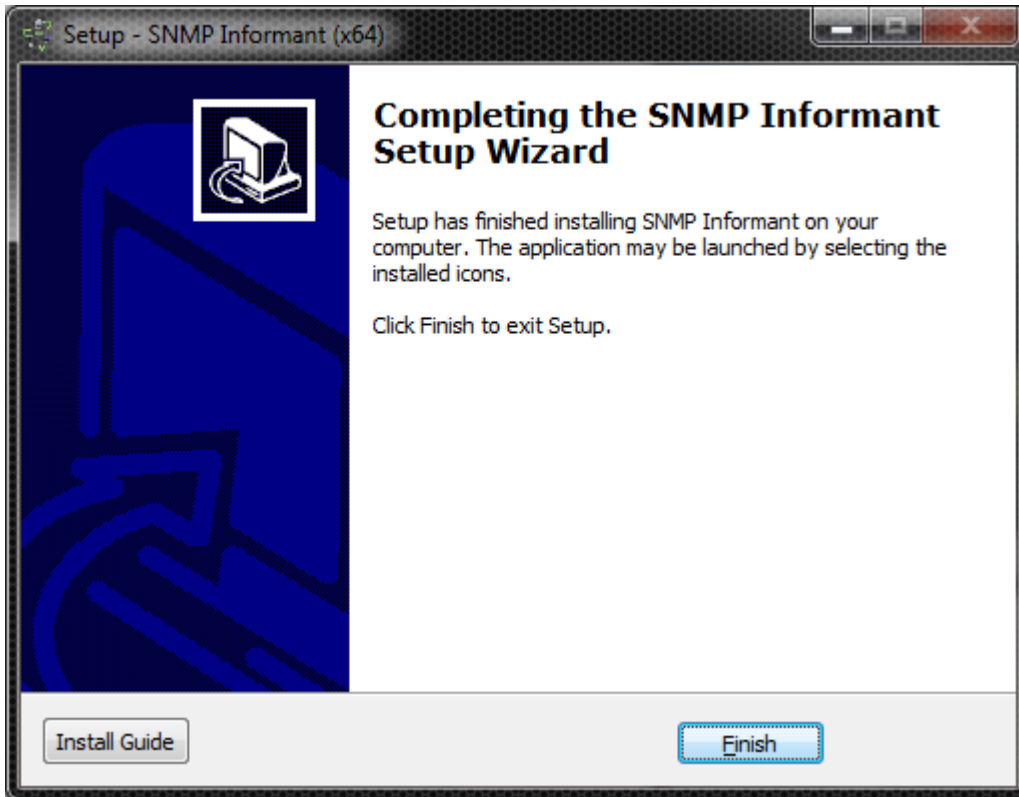 Setup - SNMP Informant (x64)
Completing the SNMP Informant
Setup Wizard
Setup has finished installing SNMP Informant on your
computer. The application may be launched by selecting the
installed icons.
Click Finish to exit Setup.
Install Guide
Finish